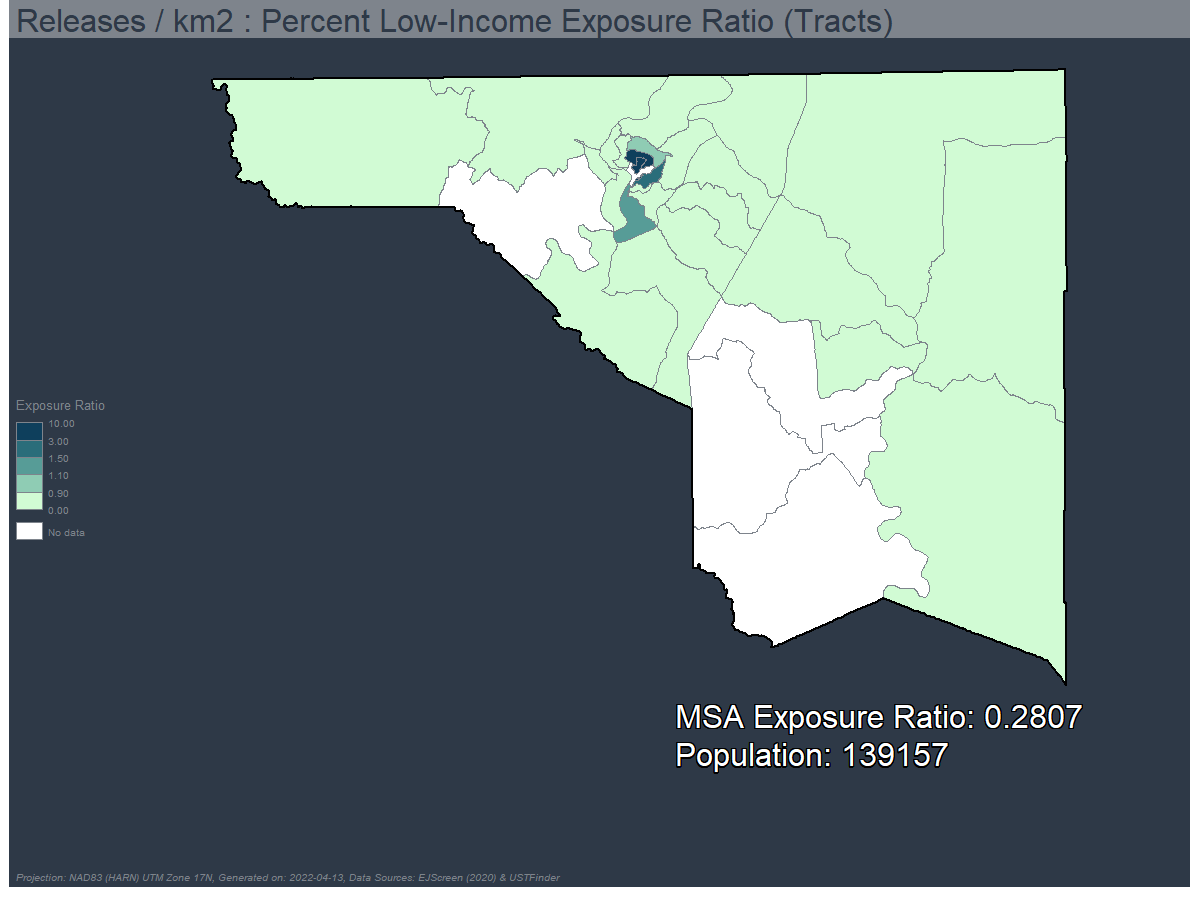 Releases / km2 : Percent Low-Income Exposure Ratio (Tracts)
Exposure Ratio
10.00
3.00
1.50
1.10
0.90
0.00
No data
MSA Exposure Ratio: 0.2807
Population: 139157
Projection: NAD83 (HARN) UTM Zone 17N, Generated on: 2022-04-13, Data Sources: EJScreen (2020) & USTFinder